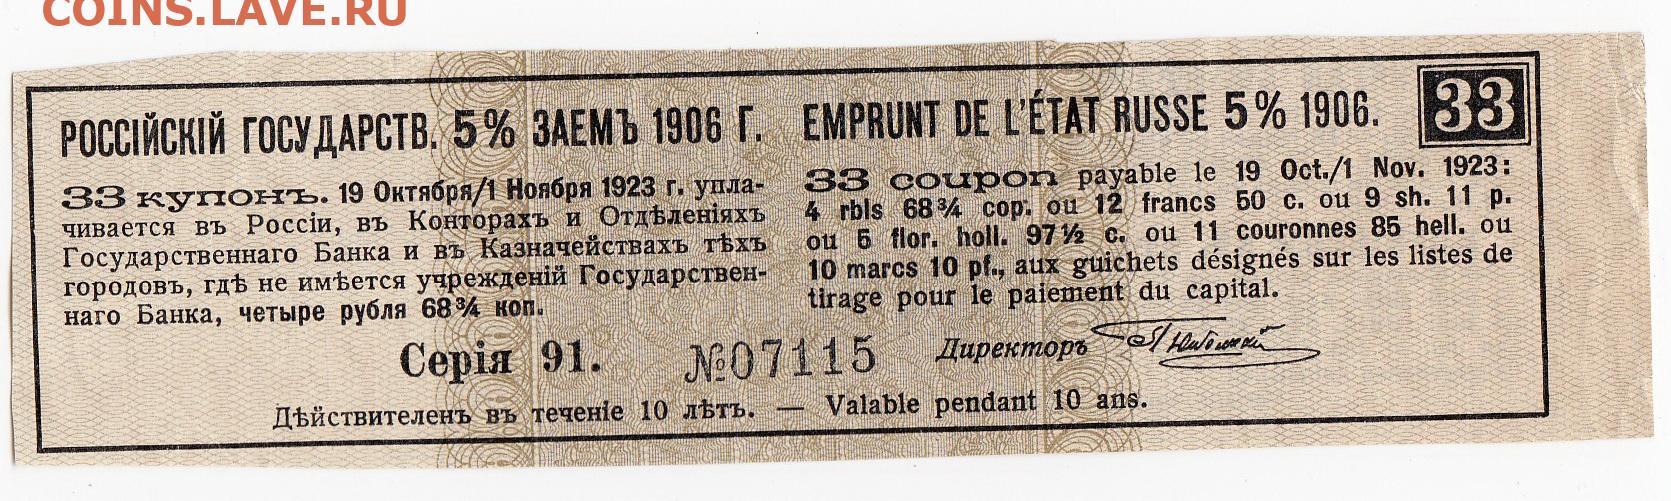 COINS.LAVE.RU
РОССІЙСКІЙ ГОСУДАРСТВ. 5% ЗАЕМЪ 1906 Г.
33 купонъ. 19 Октября/1 Ноября 1923 г. упла-
чивается въ Россіи, въ Конторахъ и Отдѣленіяхъ
Государственнаго Банка и въ Казначействахъ тѣхъ
городовъ, гдѣ не имѣется учрежденій Государствен-
наго Банка, четыре рубля 68¾ коп.
EMPRUNT DE L'ÉTAT RUSSE 5% 1906.
33
33 coupon payable le 19 Oct./1 Nov. 1923:
4 rbls 68¾ cop. ou 12 francs 50 c. ou 9 sh. 11 p.
ou 5 flor. holl. 97½ c. ou 11 couronnes 85 hell. ou
10 marcs 10 pf., aux guichets désignés sur les listes de
tirage pour le paiement du capital.
Серія 91. №07115 Директоръ
Дѣйствителенъ въ теченіе 10 лѣтъ. — Valable pendant 10 ans.